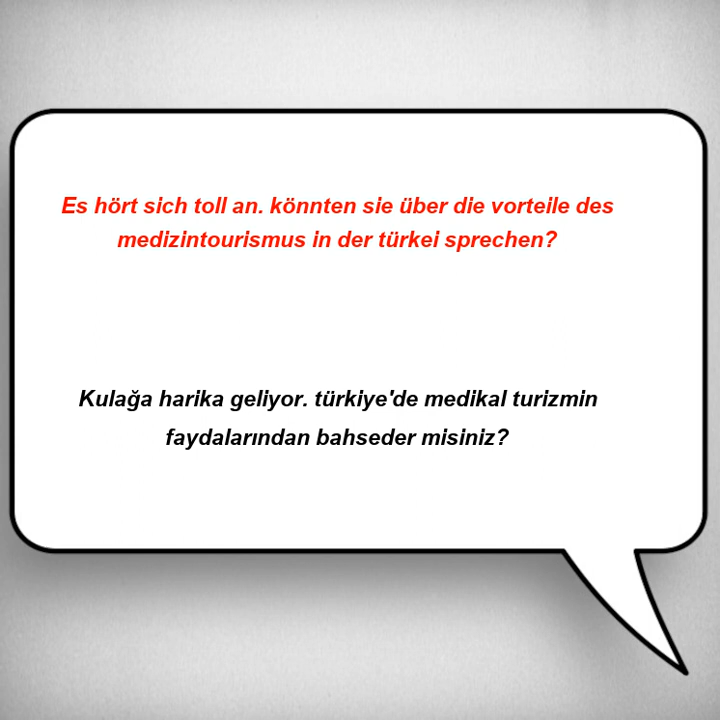 Es hört sich toll an. könnten sie über die vorteile des
medizintourismus in der türkei sprechen?
Kulağa harika geliyor. türkiye'de medikal turizmin
faydalarından bahseder misiniz?